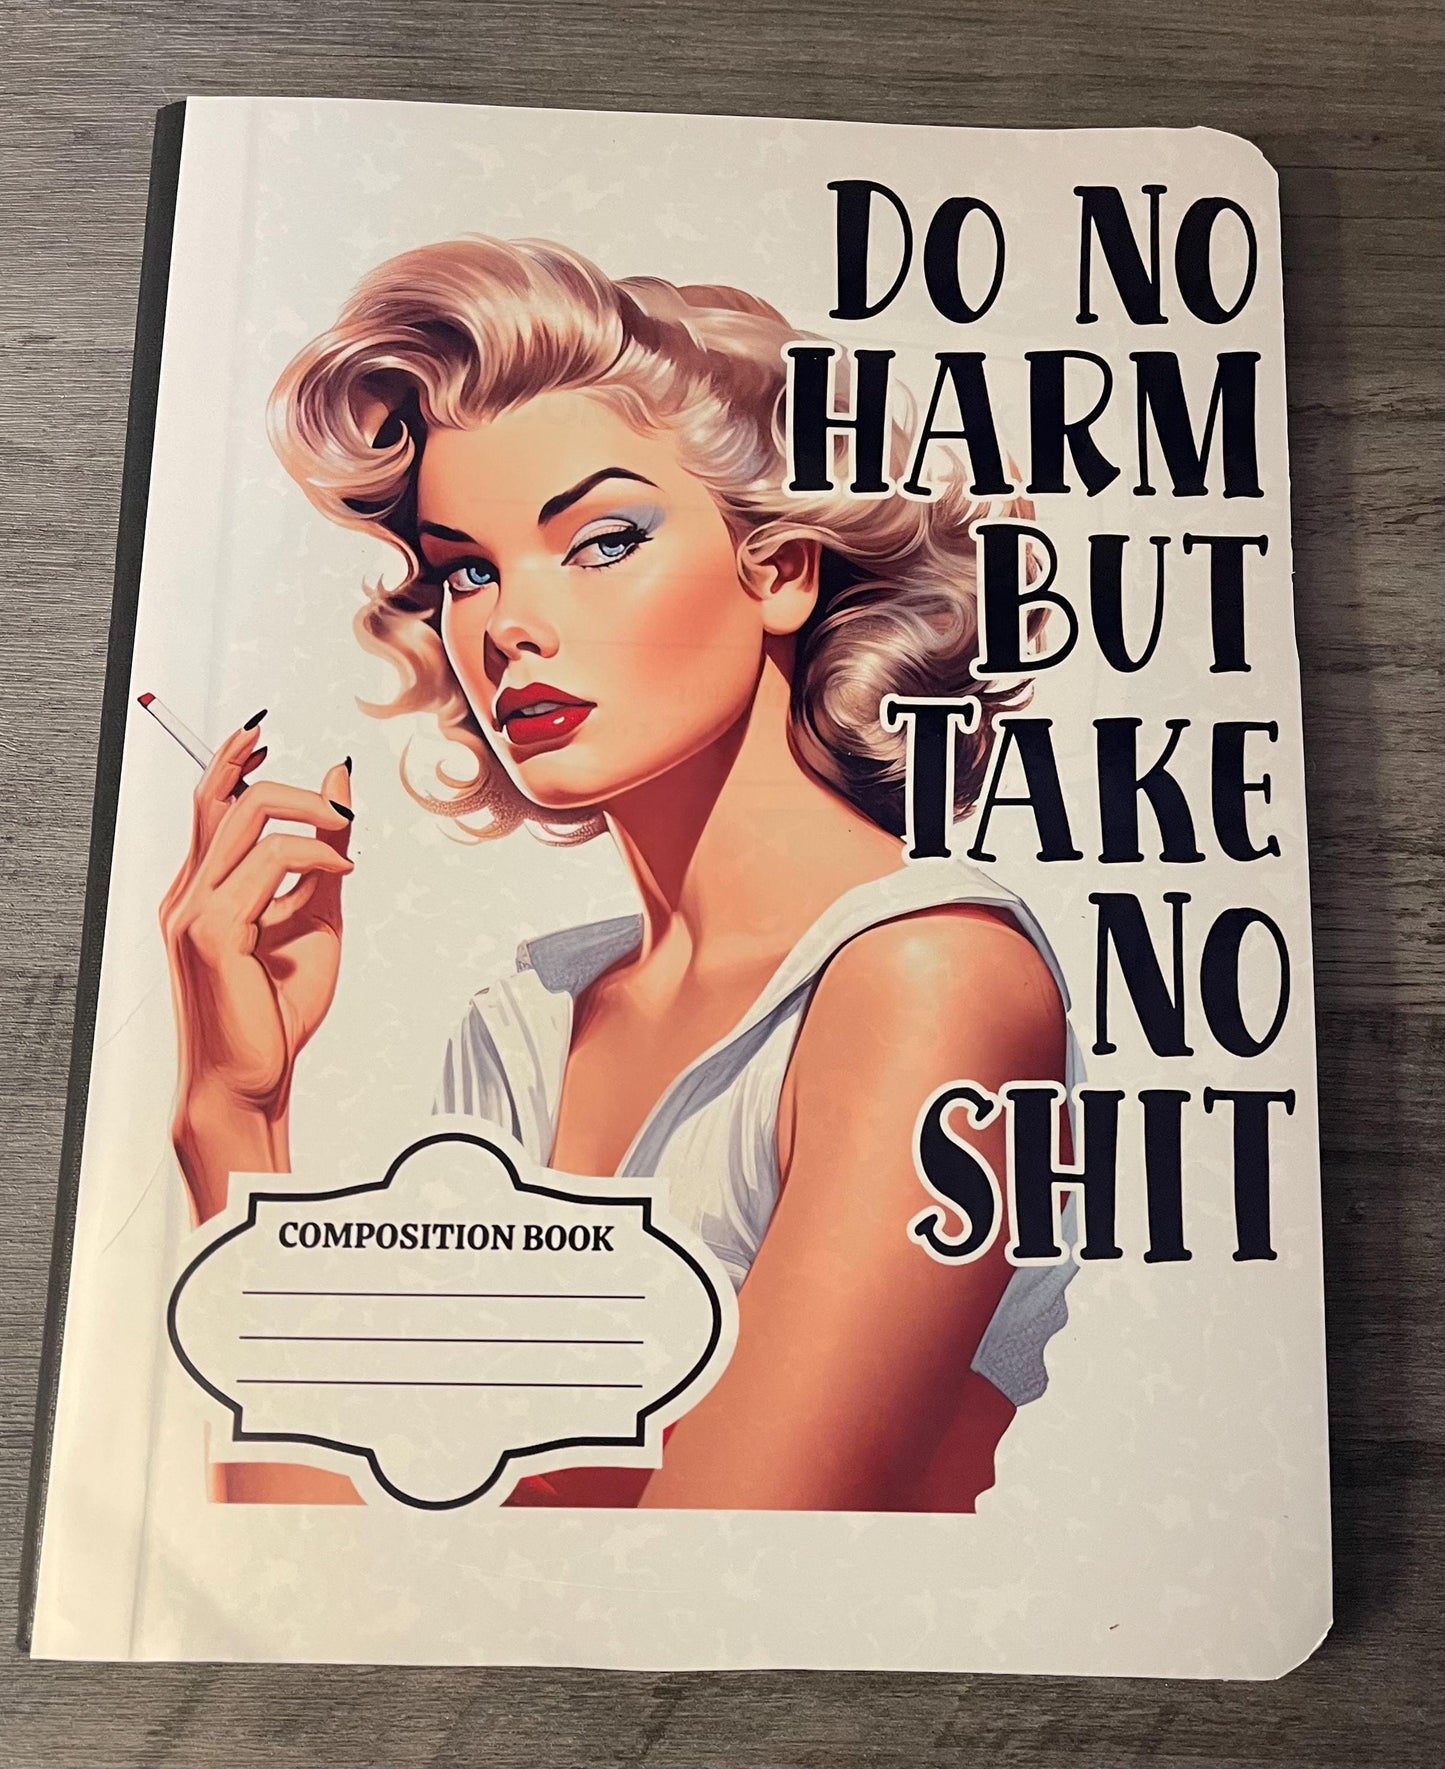 DO NO
HARM
BUT
TAKE
NO
SHIT
COMPOSITION BOOK